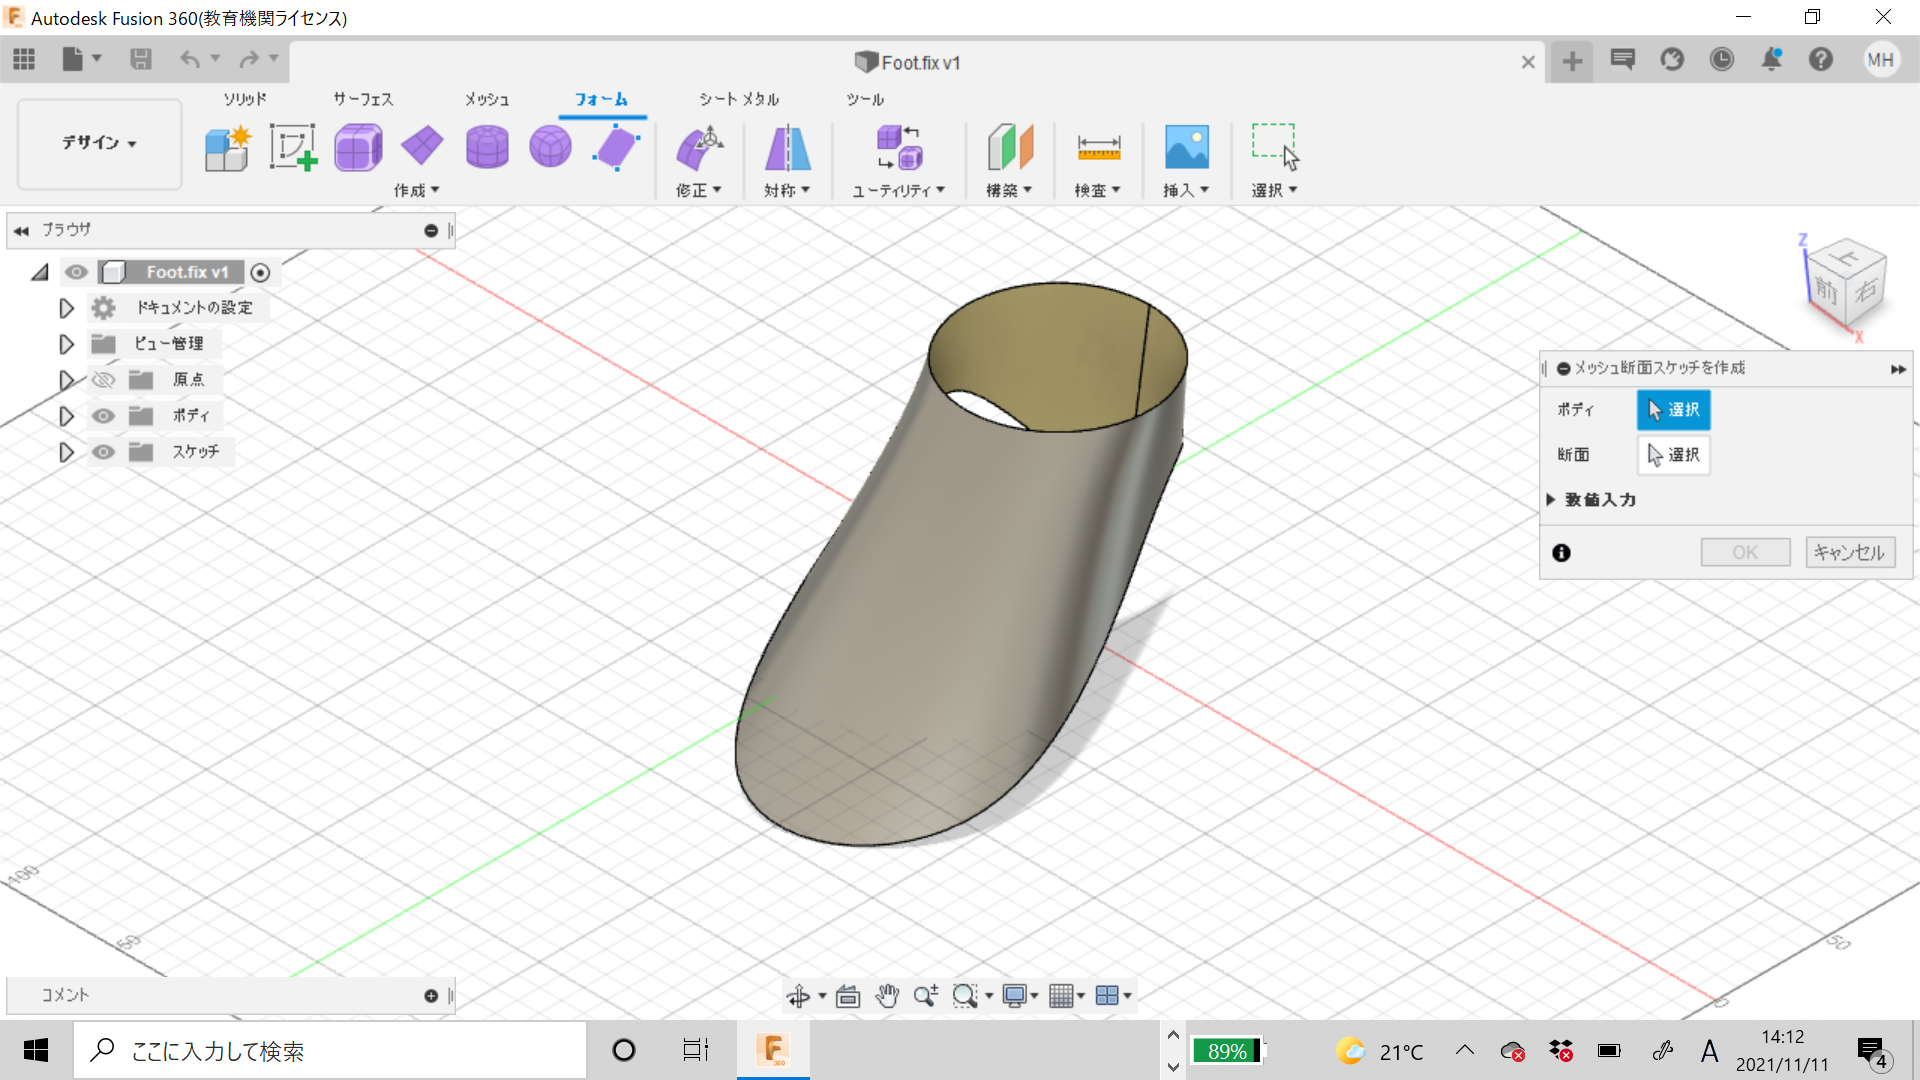 Autodesk Fusion 360(教育機関ライセンス)
Foot.fix v1
MH
デザイン
ソリッド
サーフェス
メッシュ
フォーム
シート メタル
ツール
作成
修正
対称
ユーティリティ
構築
検査
挿入
選択
ブラウザ
Foot.fix v1
ドキュメントの設定
ビュー管理
原点
ボディ
スケッチ
Z
上
前
右
X
メッシュ断面スケッチを作成
ボディ
選択
断面
選択
数値入力
OK
キャンセル
100
50
50
0
コメント
ここに入力して検索
F
360
89%
21°C
A
14:12
2021/11/11
4